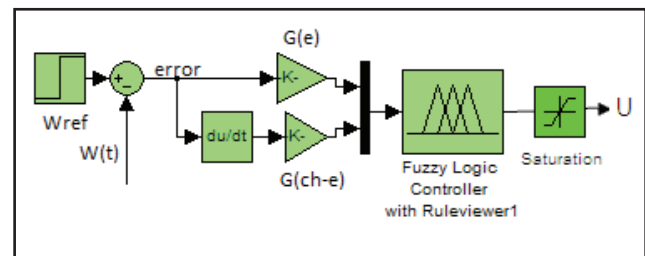 G(e)
error
K-
+
-
Wref
W(t)
du/dt
K-
G(ch-e)
Fuzzy Logic
Controller
with Ruleviewer1
Saturation
U